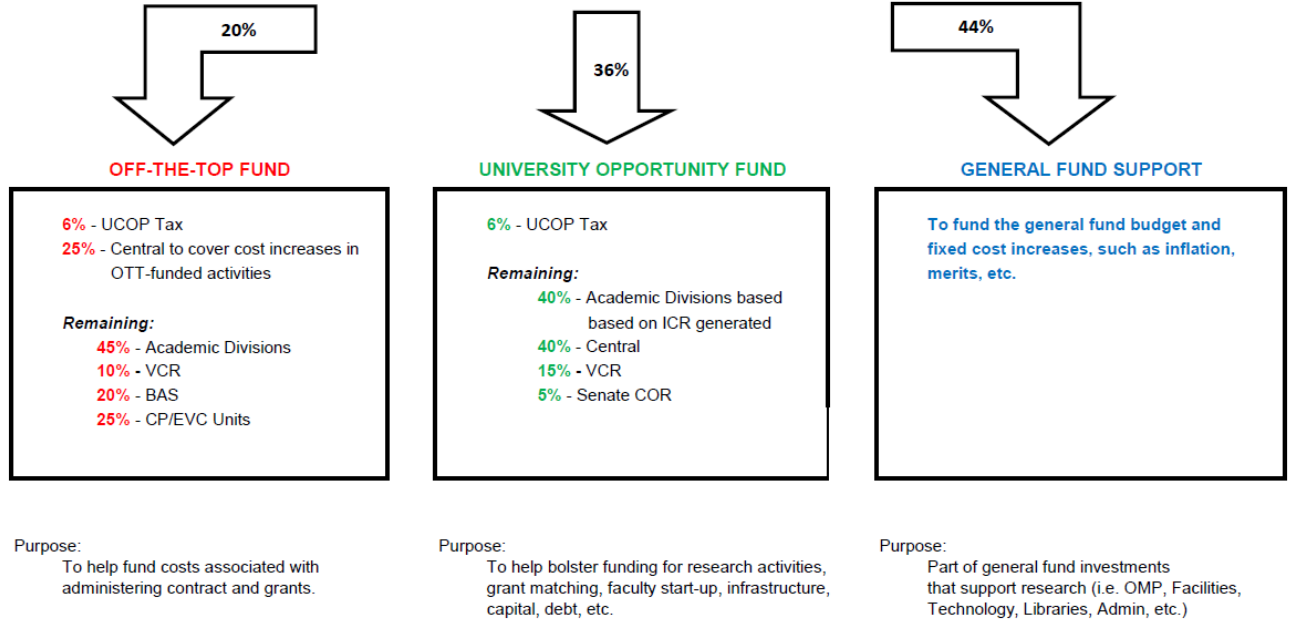 20%
36%
44%
OFF-THE-TOP FUND
6% - UCOP Tax
25% - Central to cover cost increases in
OTT-funded activities
Remaining:
45% - Academic Divisions
10% - VCR
20% - BAS
25% - CP/EVC Units
Purpose:
To help fund costs associated with
administering contract and grants.
UNIVERSITY OPPORTUNITY FUND
6% - UCOP Tax
Remaining:
40% - Academic Divisions based
based on ICR generated
40% - Central
15% - VCR
5% - Senate COR
Purpose:
To help bolster funding for research activities,
grant matching, faculty start-up, infrastructure,
capital, debt, etc.
GENERAL FUND SUPPORT
To fund the general fund budget and
fixed cost increases, such as inflation,
merits, etc.
Purpose:
Part of general fund investments
that support research (i.e. OMP, Facilities,
Technology, Libraries, Admin, etc.)